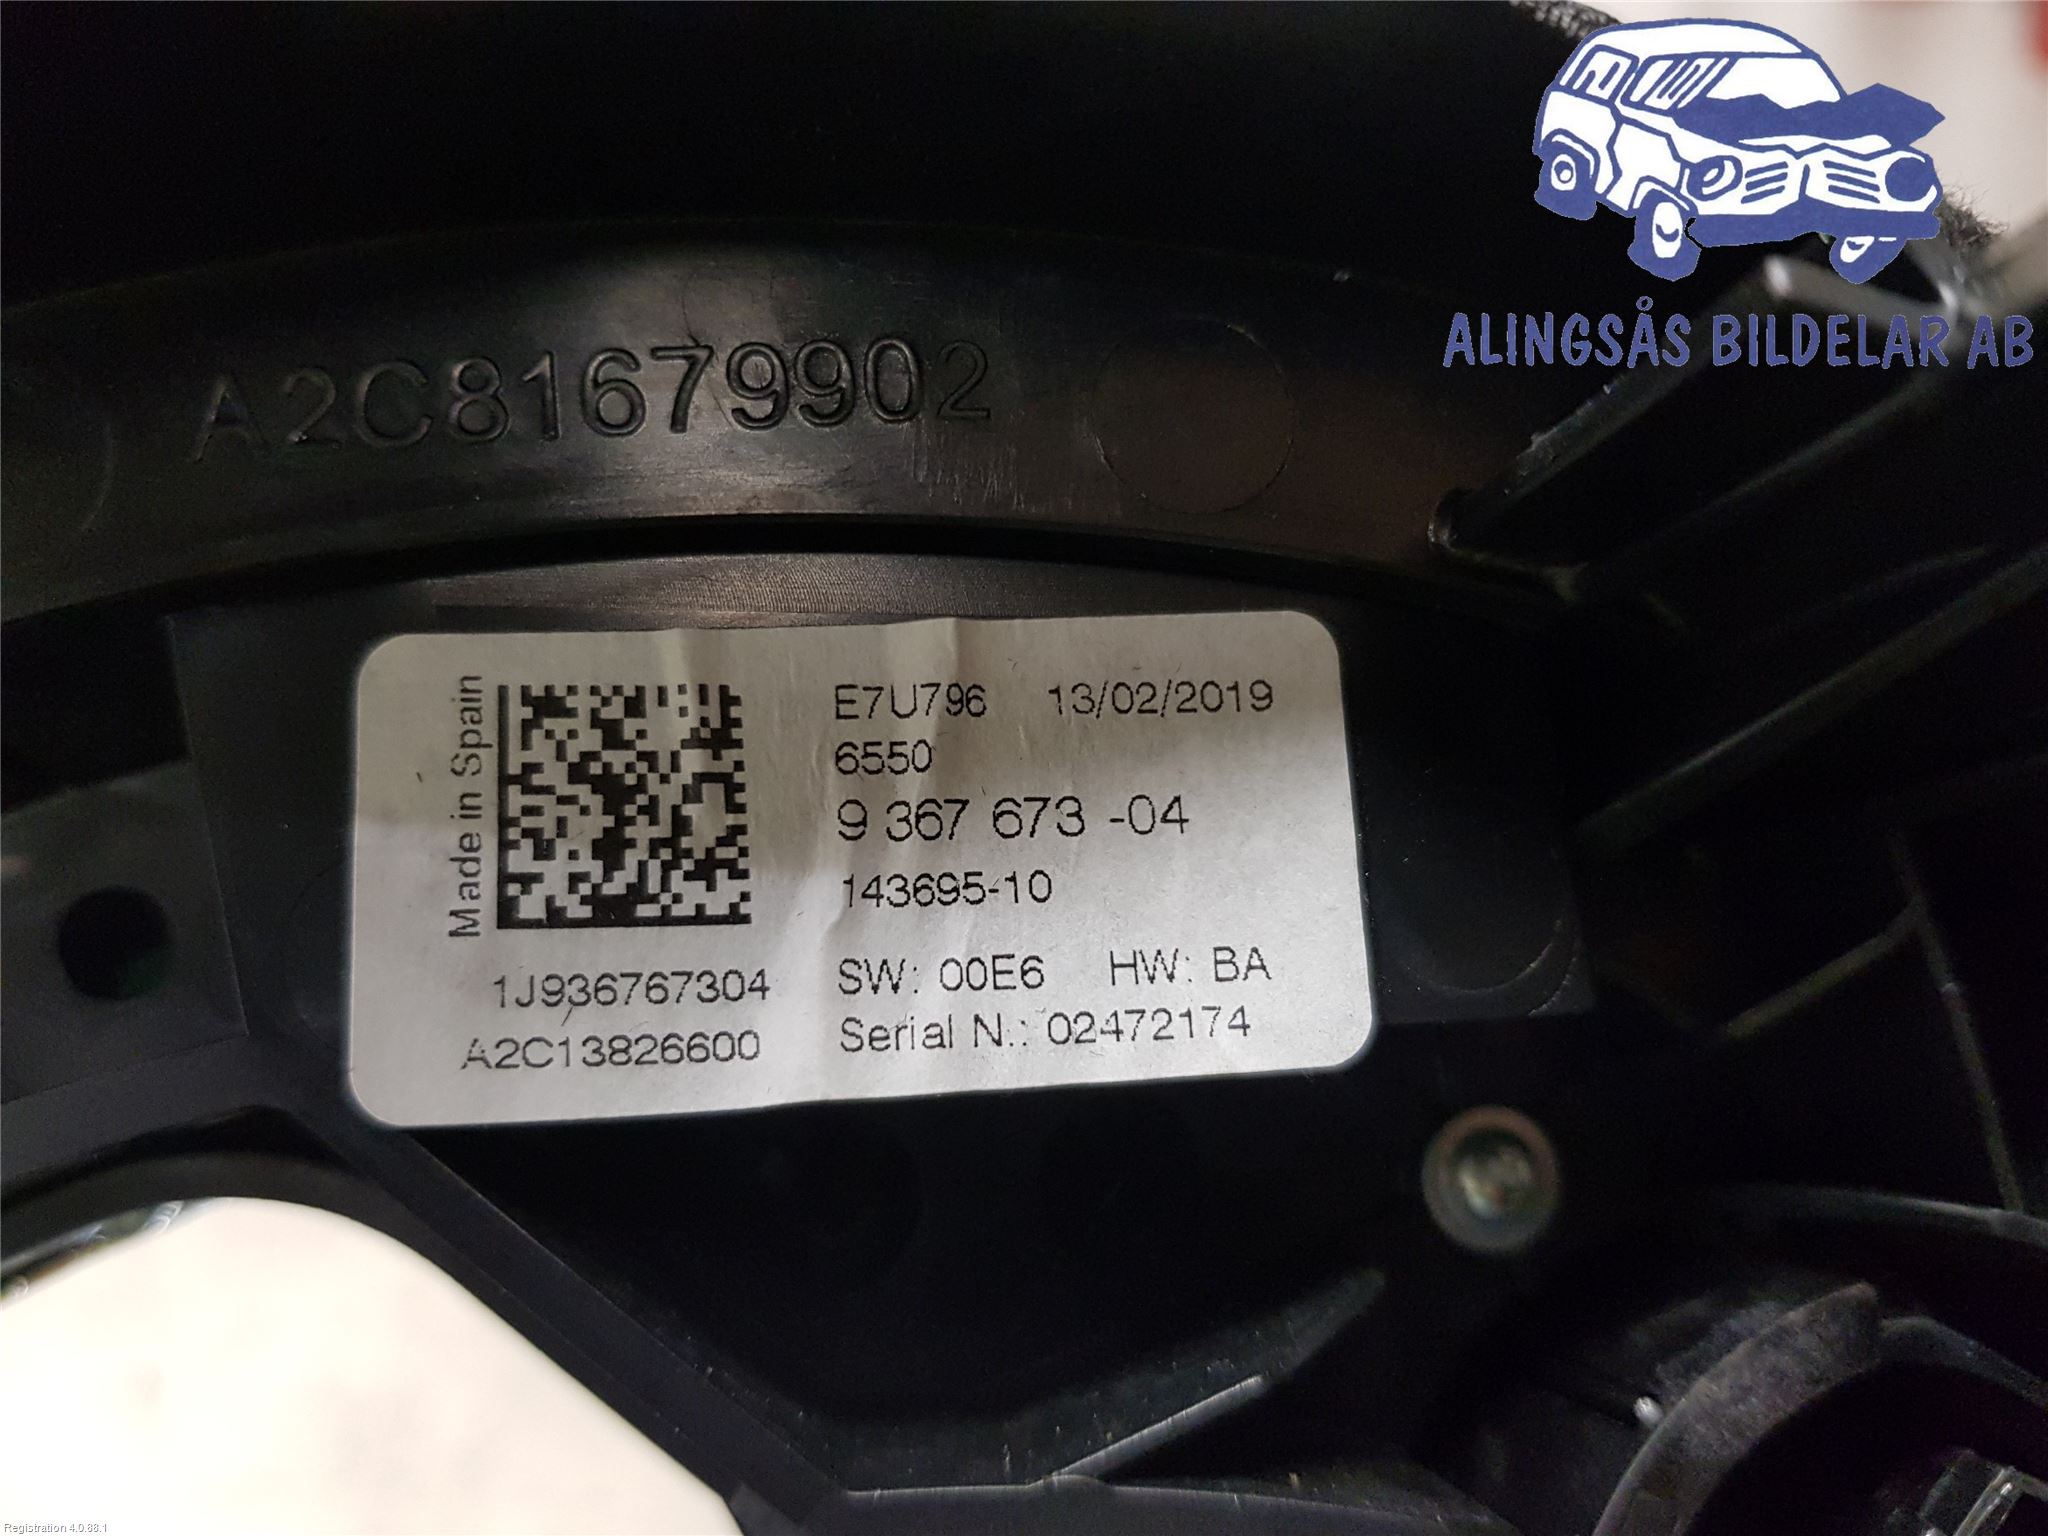 ALINGSÅS BILDELAR AB
A2C81679902
Made in Spain
E7U796 13/02/2019
6550
9 367 673 -04
143695-10
1J936767304
SW: 00E6 HW: BA
A2C13826600
Serial N.: 02472174
Registration 4.0.88.1